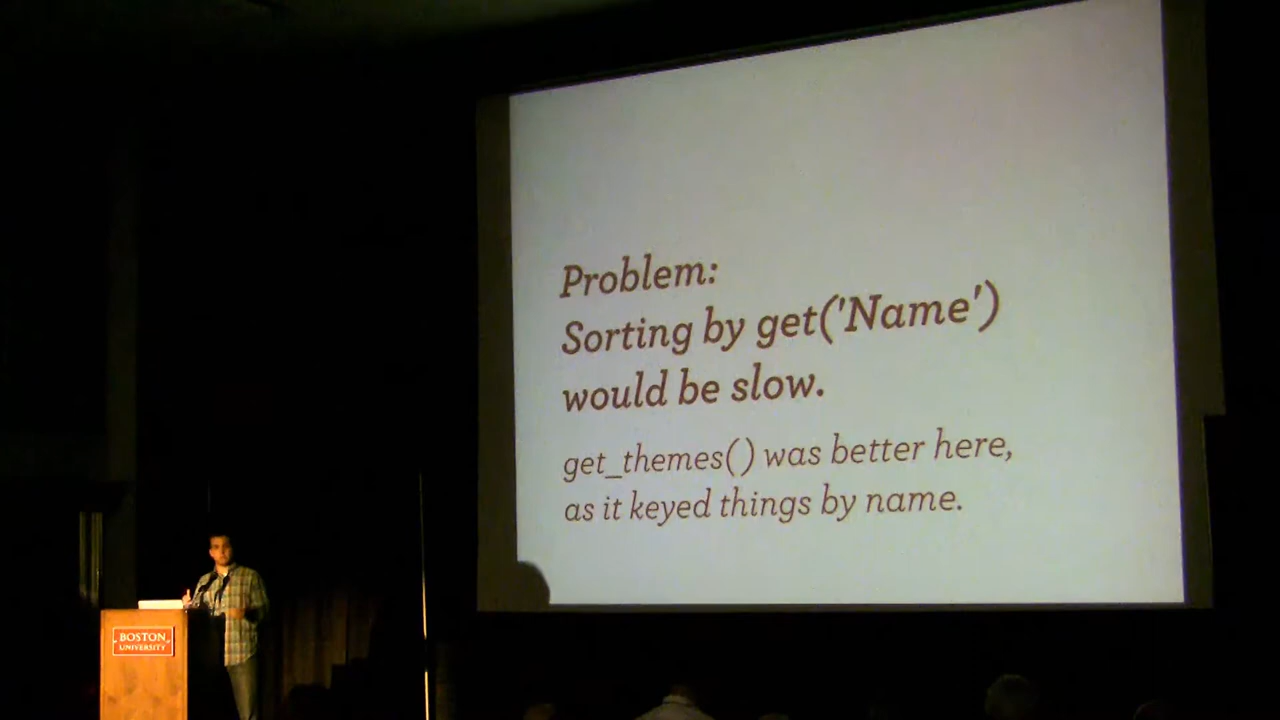 Problem:
Sorting by get('Name')
would be slow.
get_themes() was better here,
as it keyed things by name.
BOSTON
UNIVERSITY